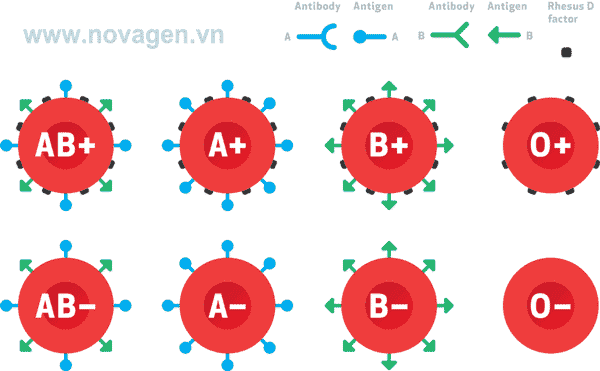 Antibody Antigen Antibody Antigen Rhesus D
factor
A A B B
www.novagen.vn
AB+ A+ B+ O+
AB− A− B− O−